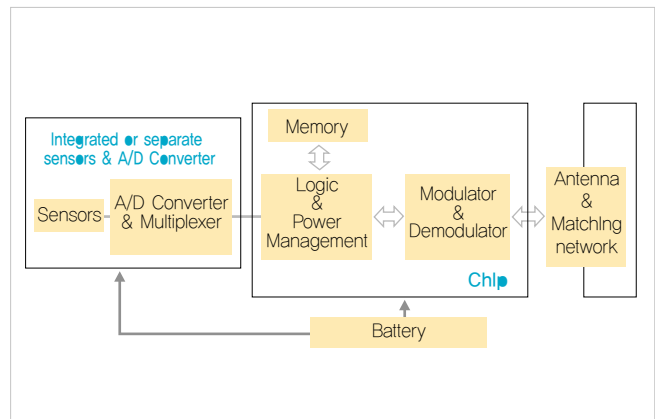 Integrated or separate
sensors & A/D Converter
Sensors
A/D Converter
& Multiplexer
Memory
Logic
&
Power
Management
Modulator
&
Demodulator
Chip
Antenna
&
Matching
network
Battery